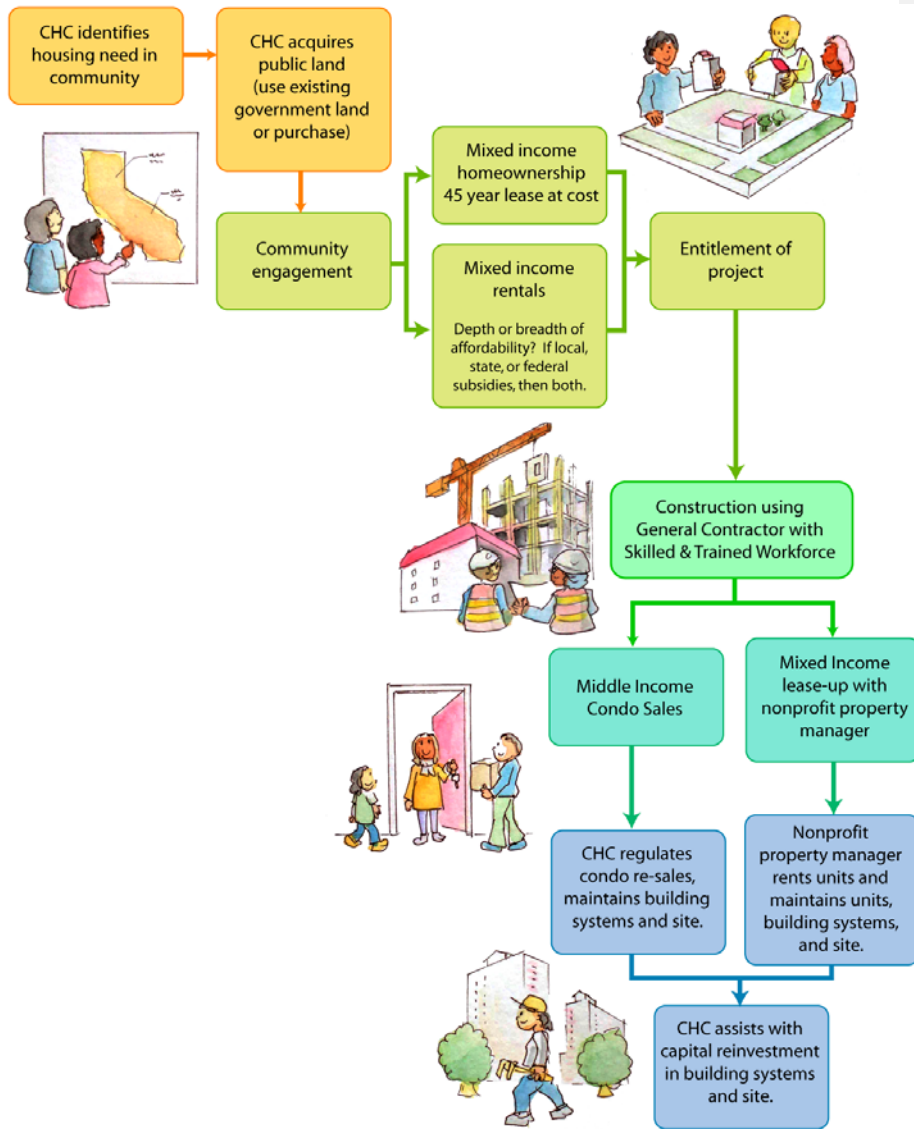 CHC identifies
housing need in
community
CHC acquires
public land
(use existing
government land
or purchase)
Community
engagement
Mixed income
homeownership
45 year lease at cost
Mixed income
rentals
Depth or breadth of
affordability? If local,
state, or federal
subsidies, then both.
Entitlement of
project
Construction using
General Contractor with
Skilled & Trained Workforce
Middle Income
Condo Sales
Mixed Income
lease-up with
nonprofit property
manager
CHC regulates
condo re-sales,
maintains building
systems and site.
Nonprofit
property manager
rents units and
maintains units,
building systems,
and site.
CHC assists with
capital reinvestment
in building systems
and site.